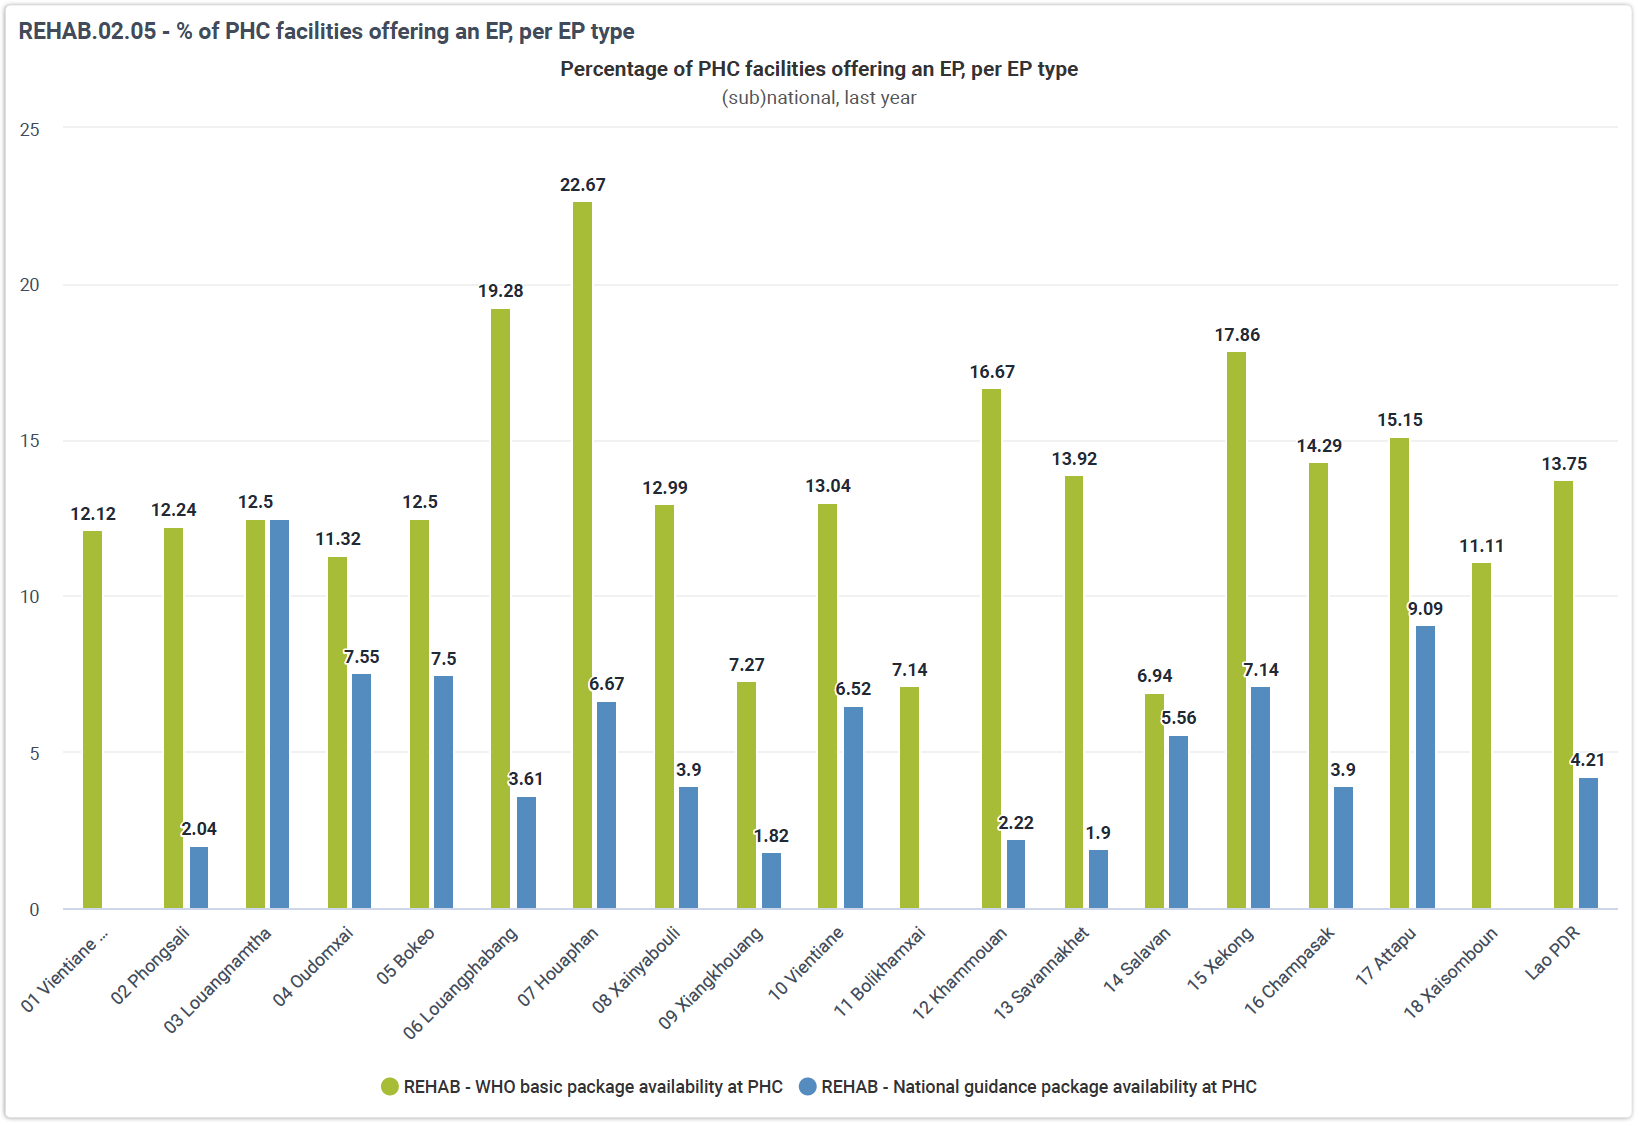 REHAB.02.05 - % of PHC facilities offering an EP, per EP type
Percentage of PHC facilities offering an EP, per EP type
(sub)national, last year
25
20
15
10
5
0
12.12
12.24
2.04
12.5
11.32
7.55
12.5
7.5
19.28
3.61
22.67
6.67
12.99
3.9
7.27
1.82
13.04
6.52
7.14
16.67
2.22
13.92
1.9
6.94
5.56
17.86
7.14
14.29
3.9
15.15
9.09
11.11
13.75
4.21
01 Vientiane ...
02 Phongsali
03 Louangnamtha
04 Oudomxai
05 Bokeo
06 Louangphabang
07 Houaphan
08 Xainyabouli
09 Xiangkhouang
10 Vientiane
11 Bolikhamxai
12 Khammouan
13 Savannakhet
14 Salavan
15 Xekong
16 Champasak
17 Attapu
18 Xaisomboun
Lao PDR
REHAB - WHO basic package availability at PHC
REHAB - National guidance package availability at PHC